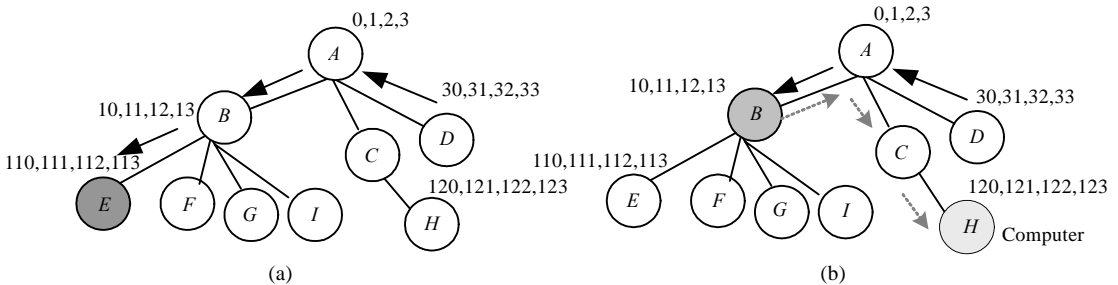 0,1,2,3
A
30,31,32,33
10,11,12,13
B
D
C
110,111,112,113
120,121,122,123
E
F
G
I
H
(a)
0,1,2,3
A
10,11,12,13
30,31,32,33
B
D
C
110,111,112,113
120,121,122,123
E
F
G
I
H
Computer
(b)